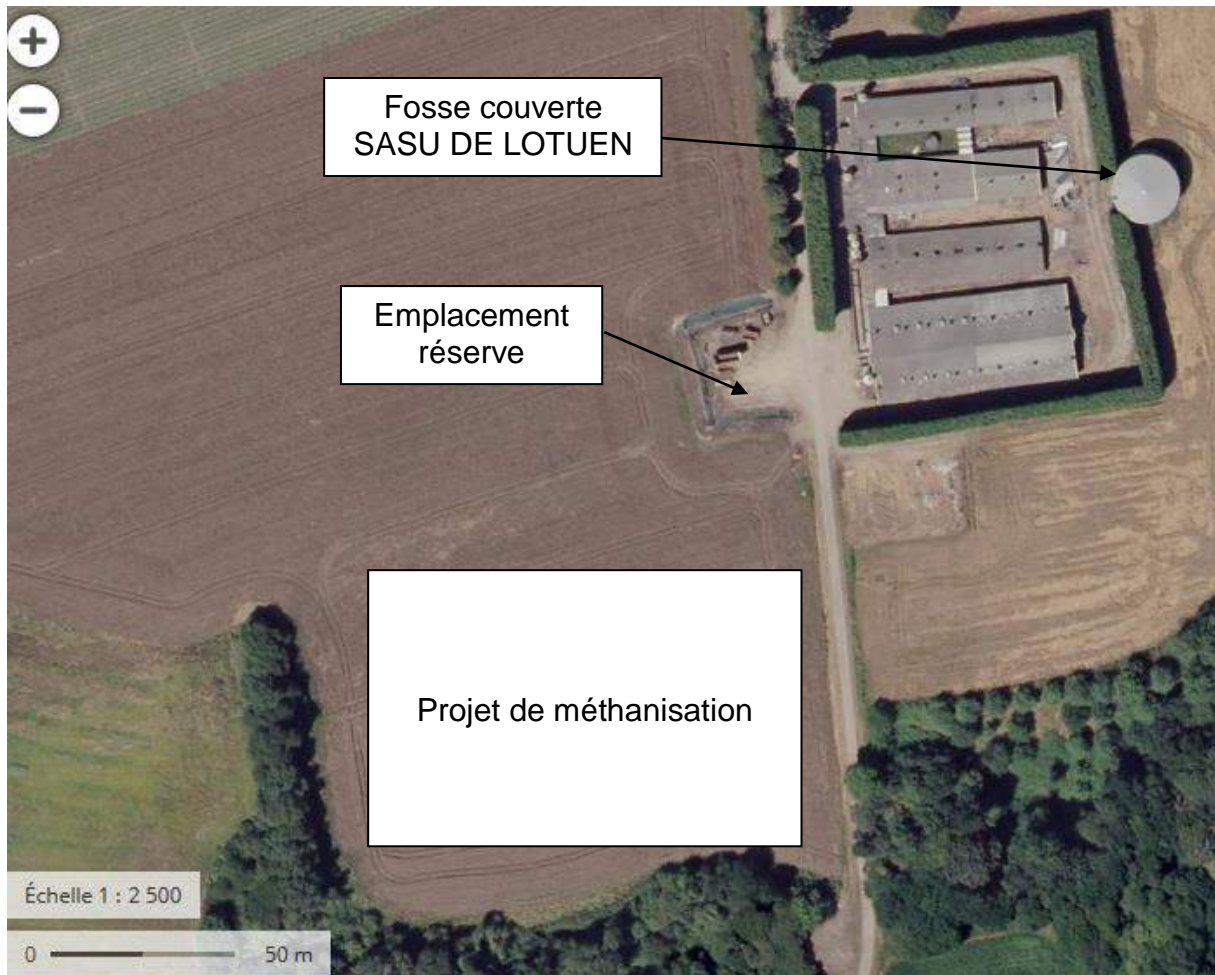 +
−
Fosse couverte
SASU DE LOTUEN
Emplacement
réserve
Projet de méthanisation
Échelle 1 : 2 500
0 50 m